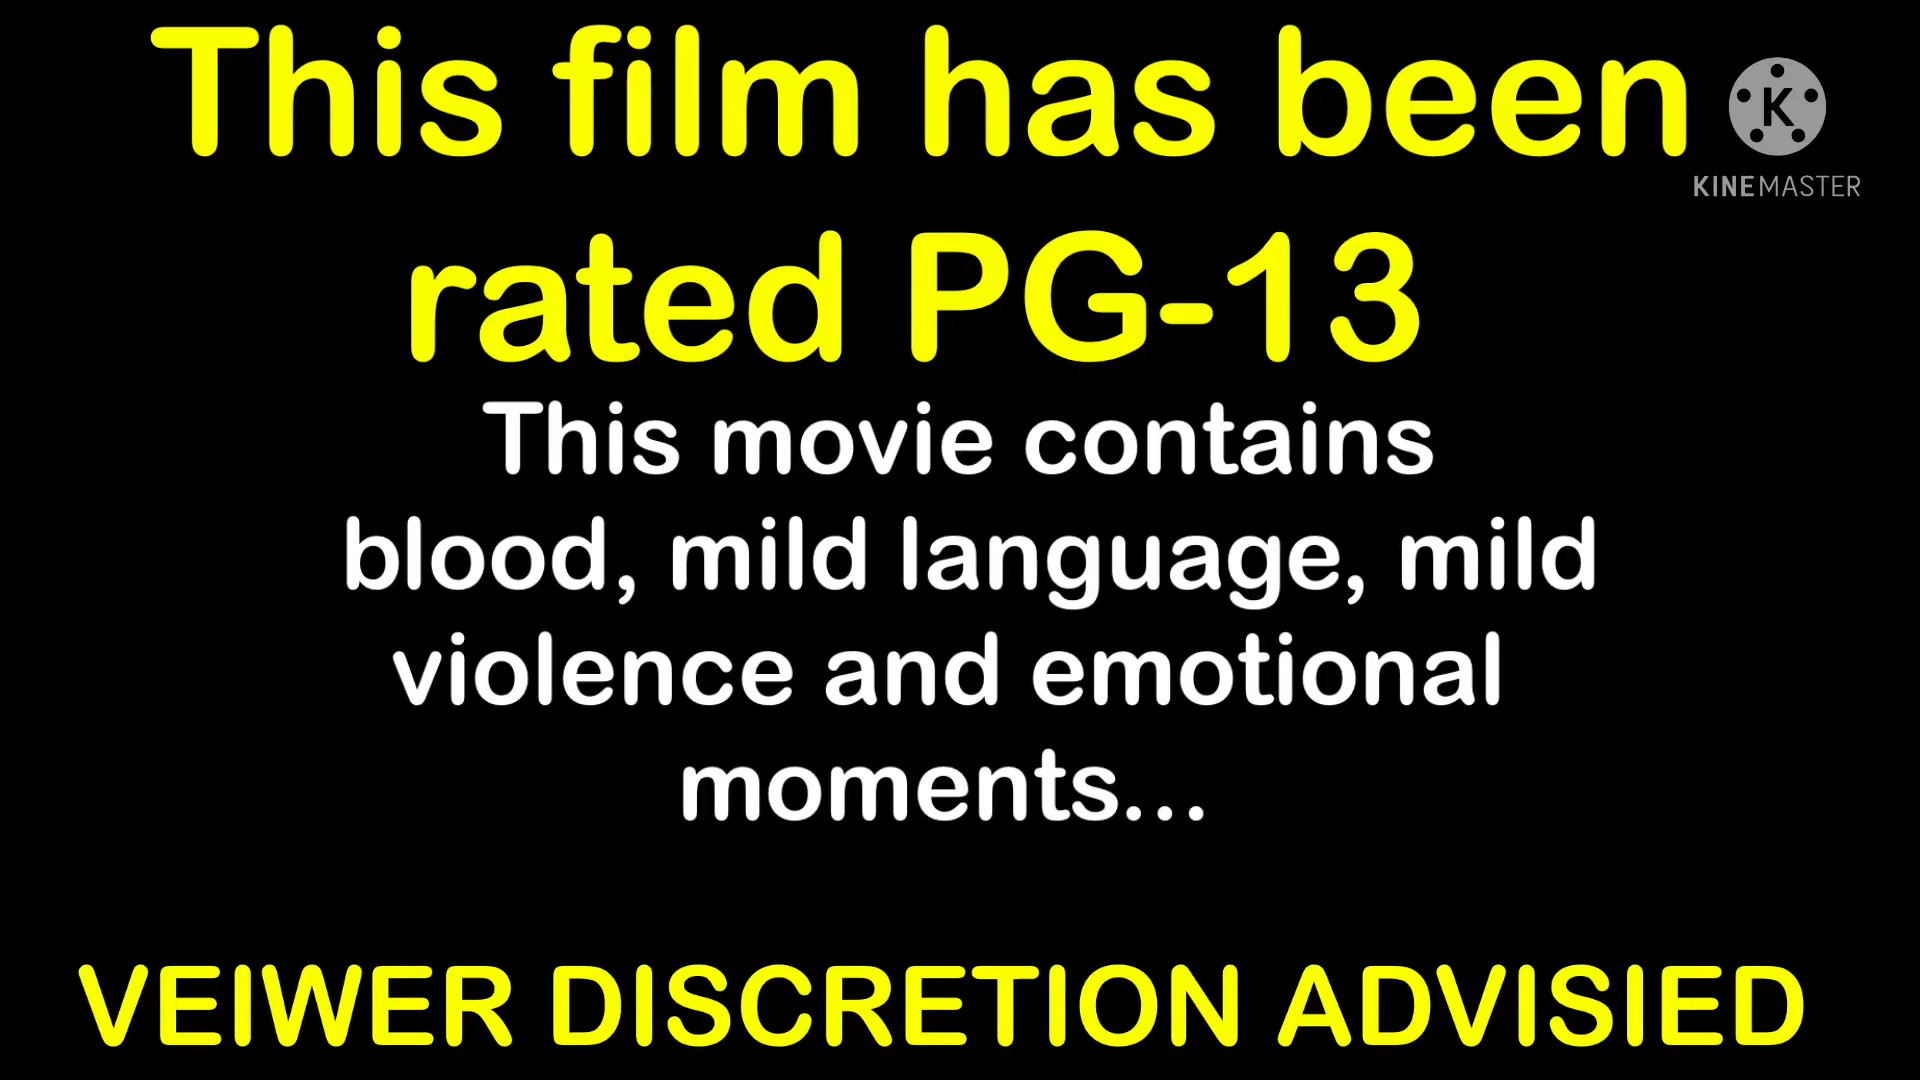 This film has been
K
KINEMASTER
rated PG-13
This movie contains
blood, mild language, mild
violence and emotional
moments...
VEIWER DISCRETION ADVISIED